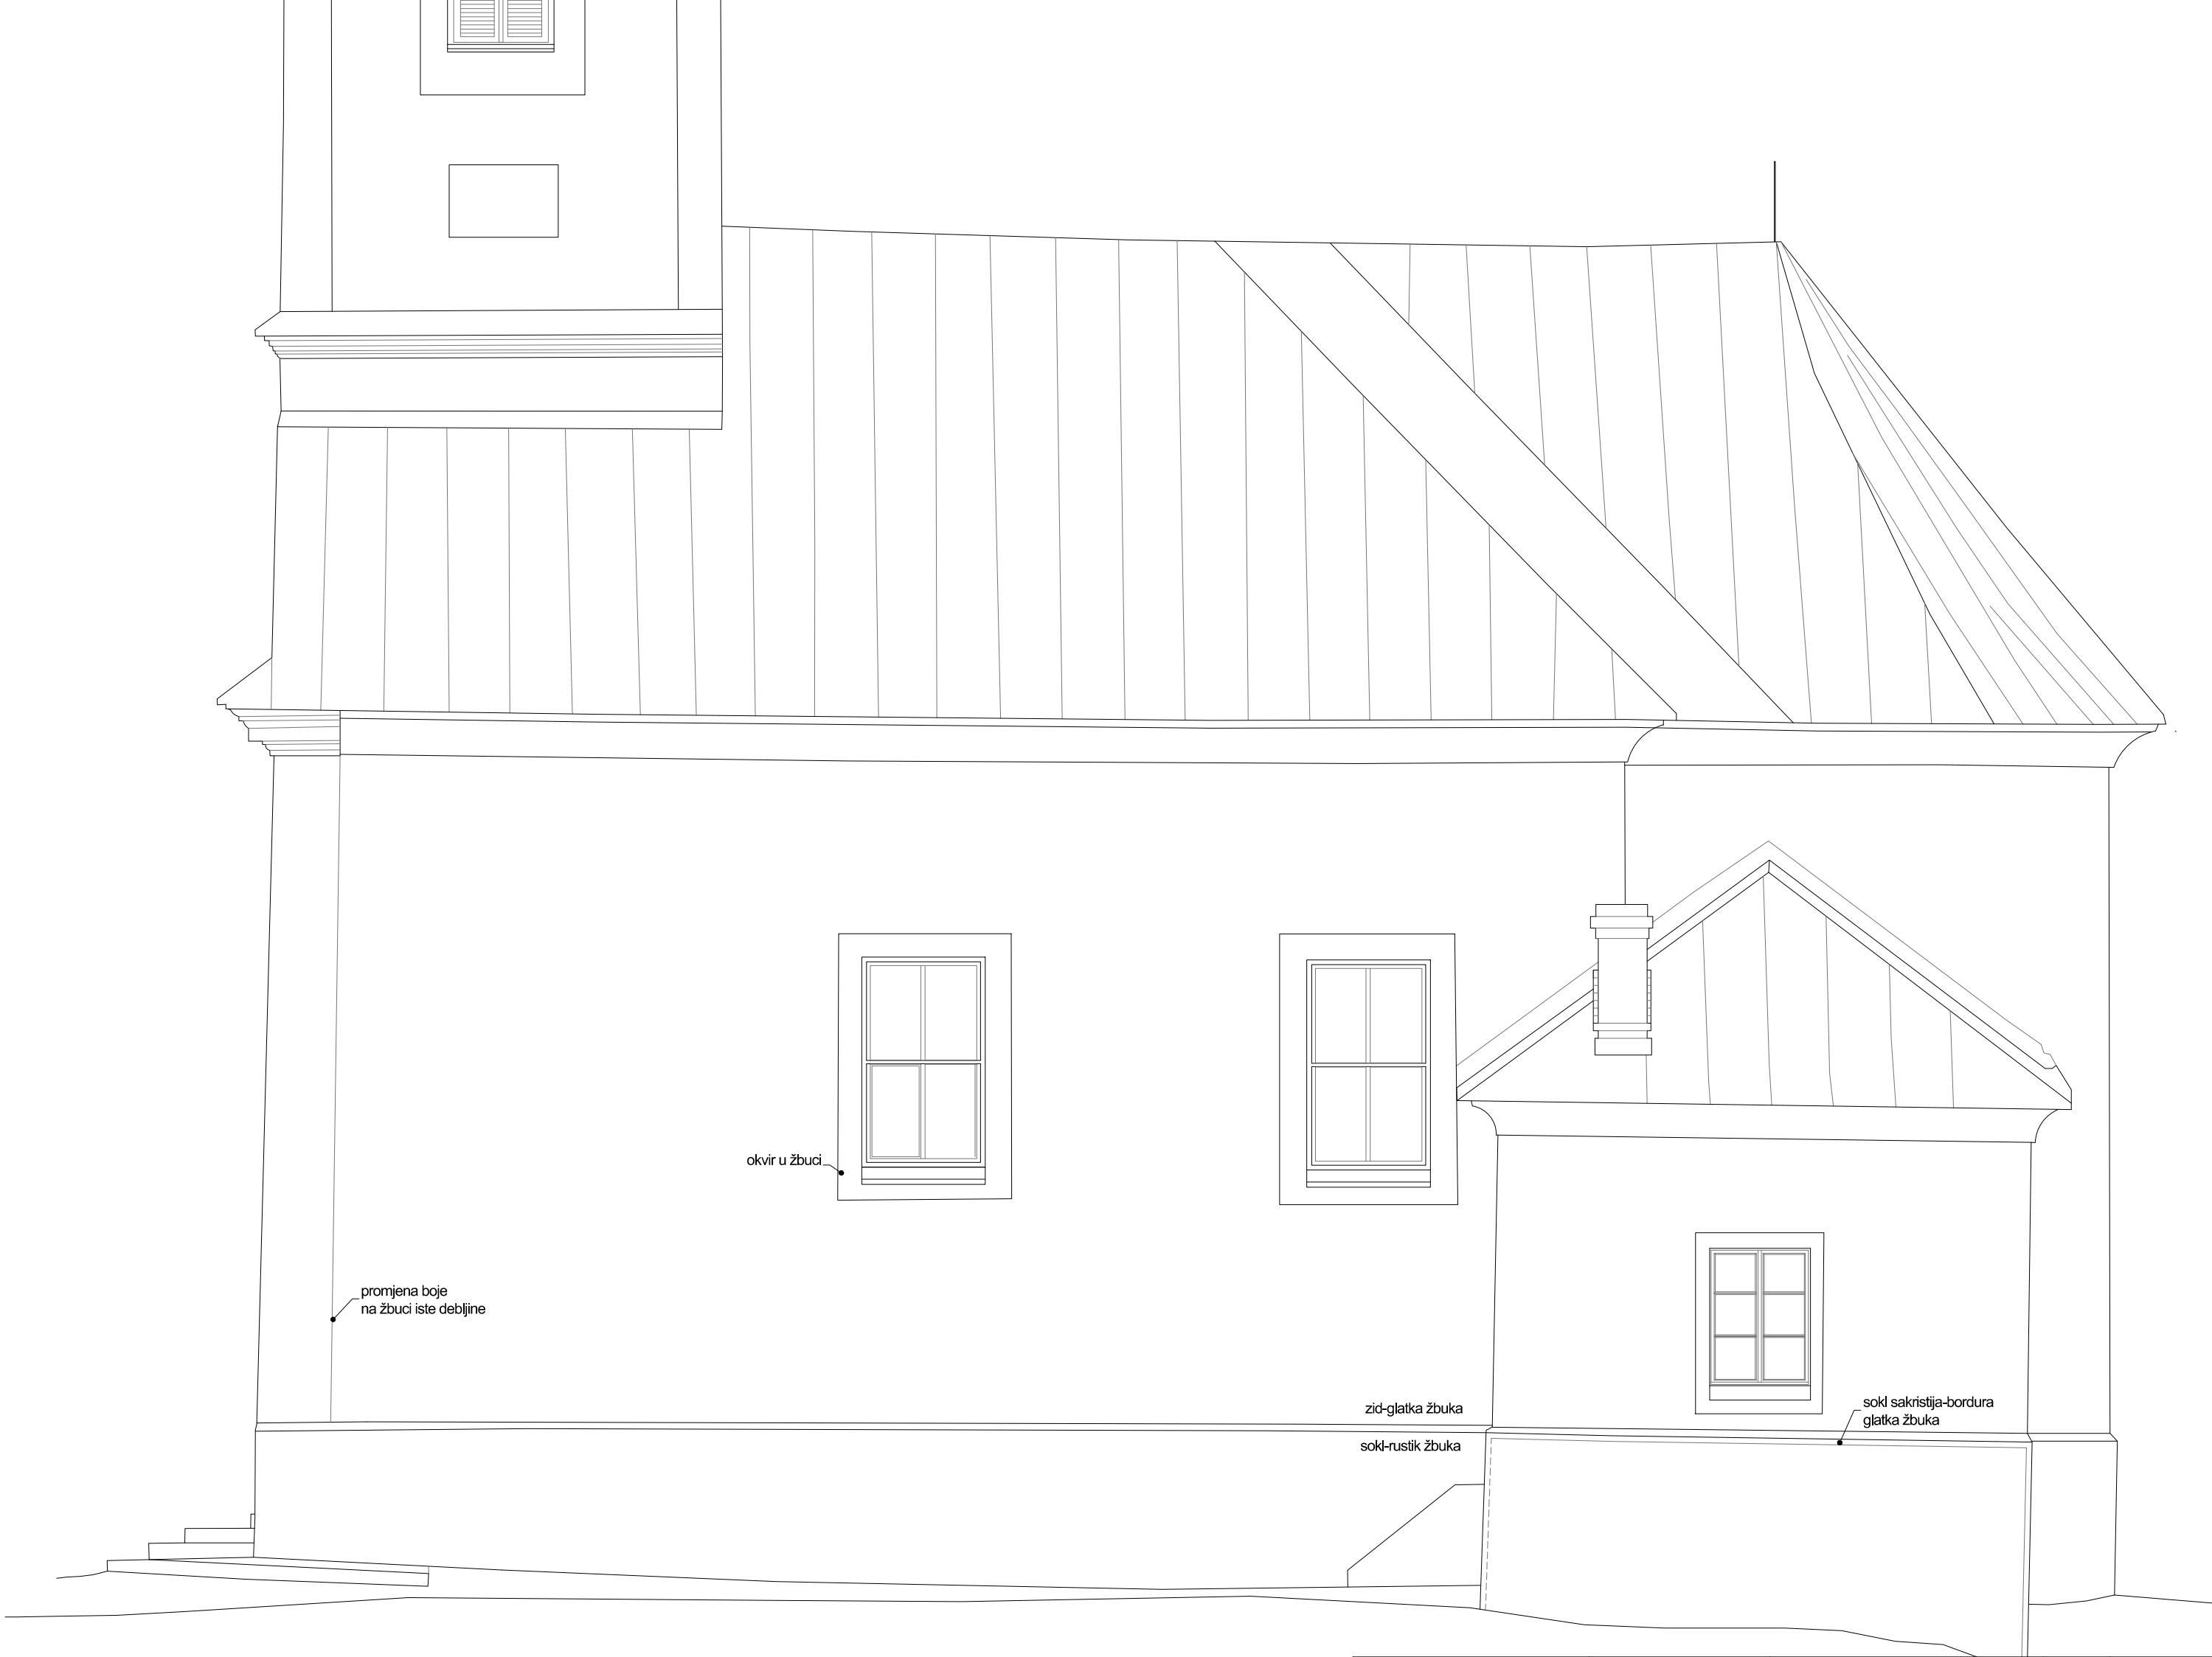 okvir u žbuci
promjena boje
na žbuci iste debljine
zid-glatka žbuka
sokl-rustik žbuka
sokl sakristija-bordura
glatka žbuka